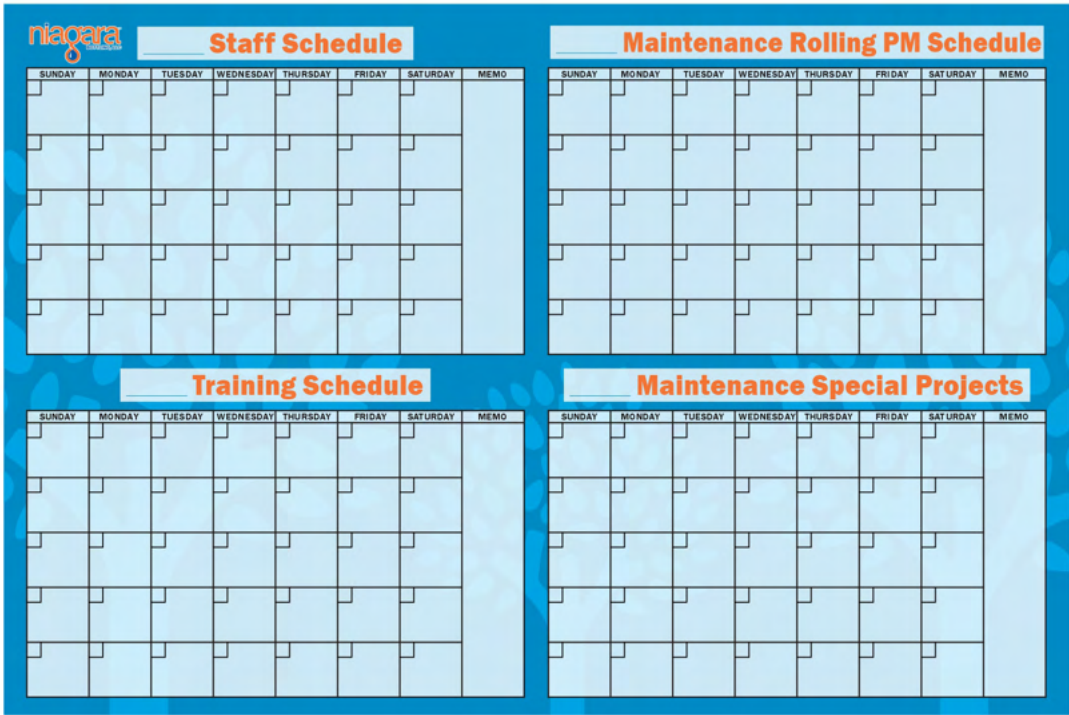 niagara
_____ Staff Schedule
SUNDAY MONDAY TUESDAY WEDNESDAY THURSDAY FRIDAY SATURDAY MEMO
_____ Maintenance Rolling PM Schedule
SUNDAY MONDAY TUESDAY WEDNESDAY THURSDAY FRIDAY SATURDAY MEMO
_____ Training Schedule
SUNDAY MONDAY TUESDAY WEDNESDAY THURSDAY FRIDAY SATURDAY MEMO
_____ Maintenance Special Projects
SUNDAY MONDAY TUESDAY WEDNESDAY THURSDAY FRIDAY SATURDAY MEMO